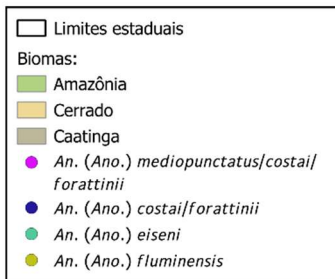 Limites estaduais
Biomas:
Amazônia
Cerrado
Caatinga
An. (Ano.) mediopunctatus/costai/
forattinii
An. (Ano.) costai/forattinii
An. (Ano.) eiseni
An. (Ano.) fluminensis